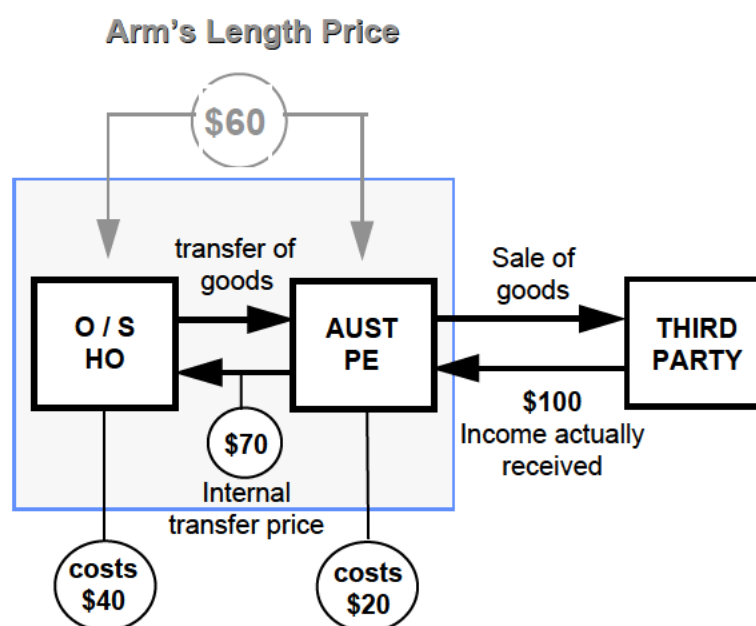 Arm's Length Price
$60
transfer of
goods
Sale of
goods
O / S
HO
AUST
PE
THIRD
PARTY
$70
Internal
transfer price
$100
Income actually
received
costs
$40
costs
$20